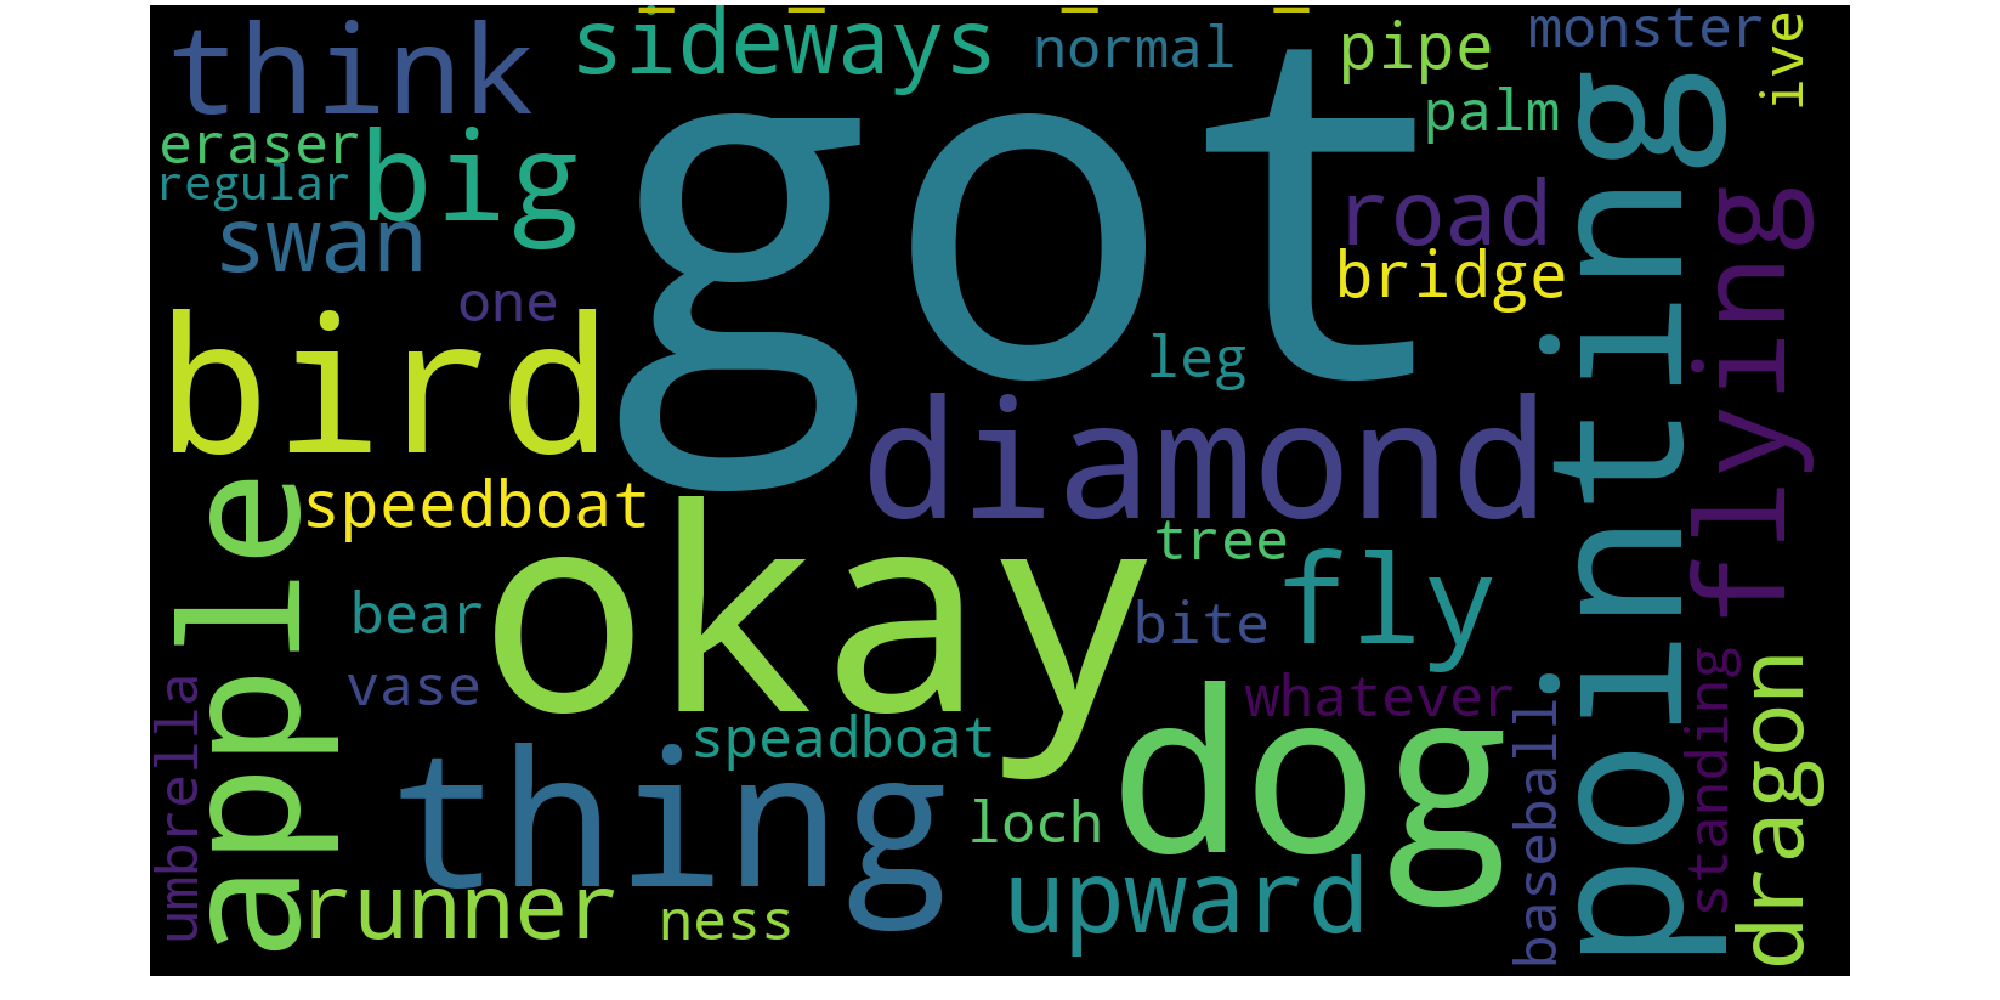 think
sideways
normal
pipe
monster
ive
got
palm
eraser
big
regular
road
pointing
flying
swan
bridge
one
bird
leg
diamond
speedboat
apple
okay
tree
bear
bite
fly
vase
whatever
standing
dragon
umbrella
speadboat
dog
thing
loch
baseball
runner
ness
upward